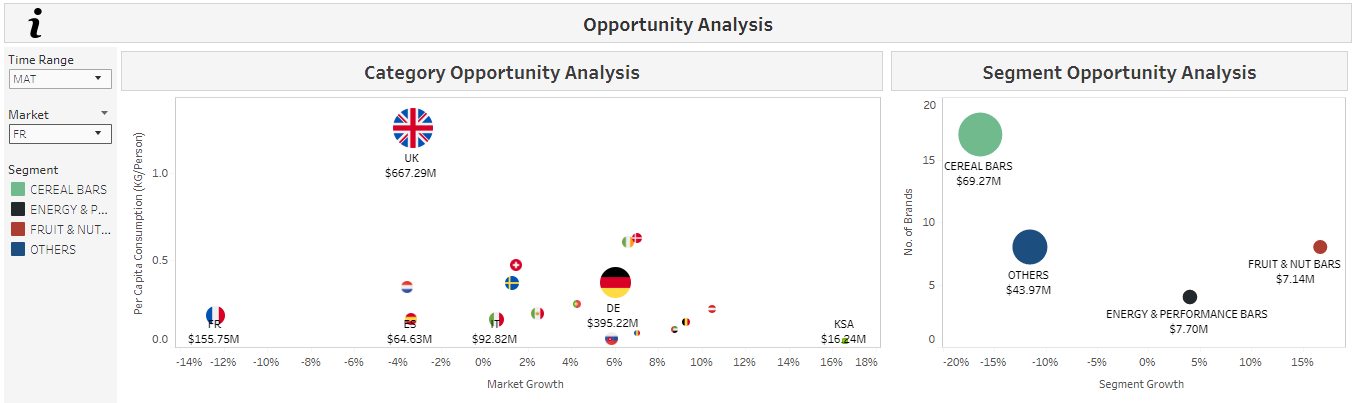 i
Opportunity Analysis
Time Range
MAT
Market
FR
Segment
CEREAL BARS
ENERGY & P...
FRUIT & NUT...
OTHERS
Category Opportunity Analysis
Per Capita Consumption (KG/Person)
1.0
0.5
0.0
UK
$667.29M
DE
$395.22M
FR
$155.75M
ES
$64.63M
IT
$92.82M
KSA
$16.24M
-14% -12% -10% -8% -6% -4% -2% 0% 2% 4% 6% 8% 10% 12% 14% 16% 18%
Market Growth
Segment Opportunity Analysis
No. of Brands
20
15
10
5
0
CEREAL BARS
$69.27M
OTHERS
$43.97M
FRUIT & NUT BARS
$7.14M
ENERGY & PERFORMANCE BARS
$7.70M
-20% -15% -10% -5% 0% 5% 10% 15%
Segment Growth